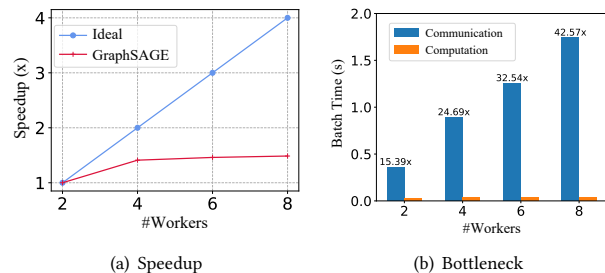 Ideal
GraphSAGE
Speedup (x)
4
3
2
1
2 4 6 8
#Workers
(a) Speedup
Communication
Computation
Batch Time (s)
2.0
1.5
1.0
0.5
0.0
15.39x
24.69x
32.54x
42.57x
2 4 6 8
#Workers
(b) Bottleneck